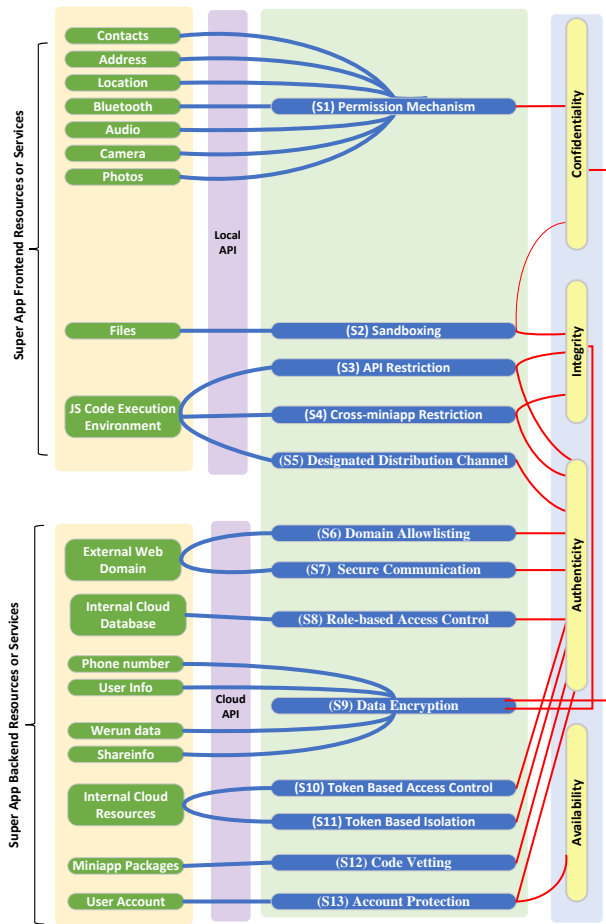 Super App Frontend Resources or Services
Contacts
Address
Location
Bluetooth
Audio
Camera
Photos
Files
JS Code Execution
Environment
Local
API
(S1) Permission Mechanism
(S2) Sandboxing
(S3) API Restriction
(S4) Cross-miniapp Restriction
(S5) Designated Distribution Channel
Confidentiality
Integrity
Authenticity
Availability
Super App Backend Resources or Services
External Web
Domain
Internal Cloud
Database
Phone number
User Info
Werun data
Shareinfo
Internal Cloud
Resources
Miniapp Packages
User Account
Cloud
API
(S6) Domain Allowlisting
(S7) Secure Communication
(S8) Role-based Access Control
(S9) Data Encryption
(S10) Token Based Access Control
(S11) Token Based Isolation
(S12) Code Vetting
(S13) Account Protection